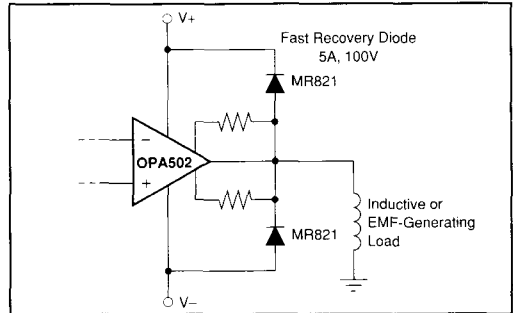 V+
Fast Recovery Diode
5A, 100V
MR821
−
OPA502
+
MR821
Inductive or
EMF-Generating
Load
V−